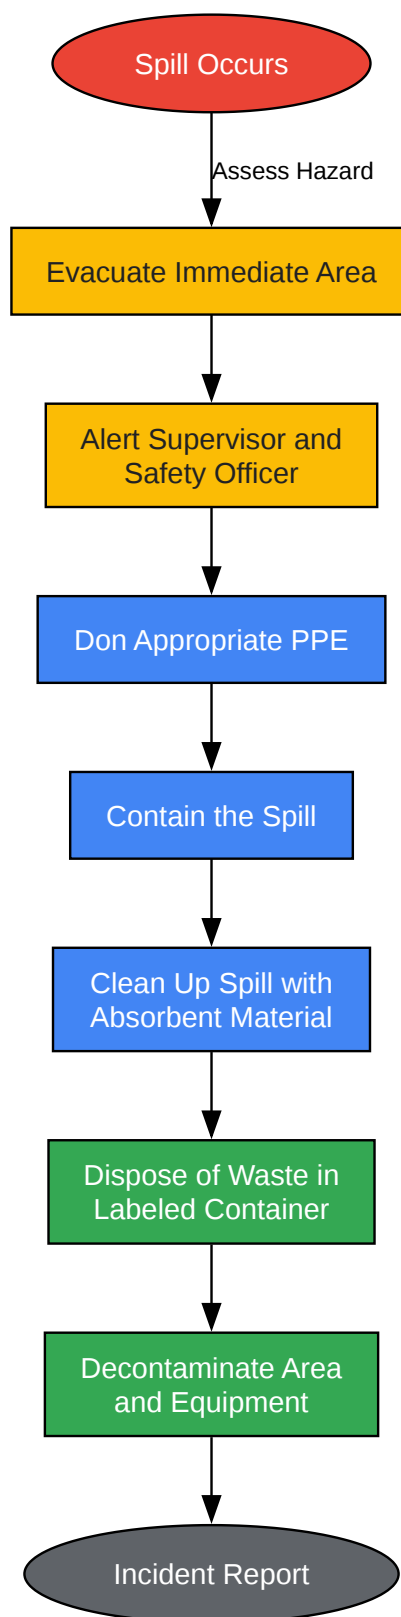 Spill Occurs
Assess Hazard
Evacuate Immediate Area
Alert Supervisor and
Safety Officer
Don Appropriate PPE
Contain the Spill
Clean Up Spill with
Absorbent Material
Dispose of Waste in
Labeled Container
Decontaminate Area
and Equipment
Incident Report